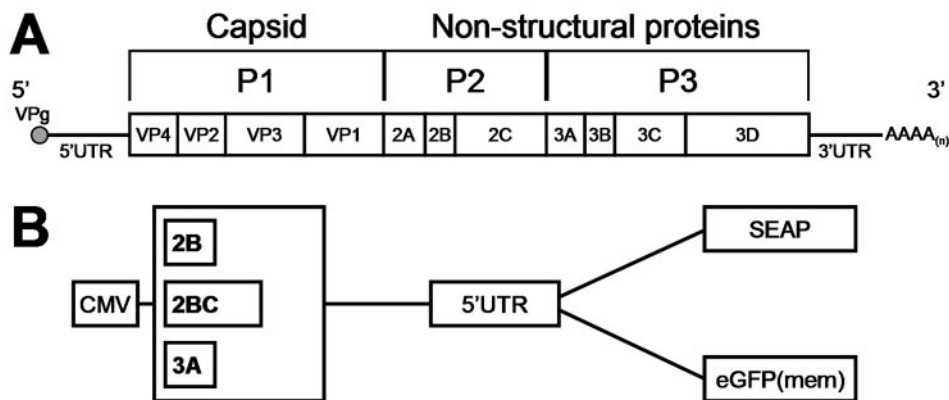 A
Capsid Non-structural proteins
P1 P2 P3
5’ 3’
VPg
VP4 VP2 VP3 VP1 2A 2B 2C 3A 3B 3C 3D
5’UTR 3’UTR AAAA(n)
B
2B SEAP
CMV 2BC 5’UTR
3A eGFP(mem)